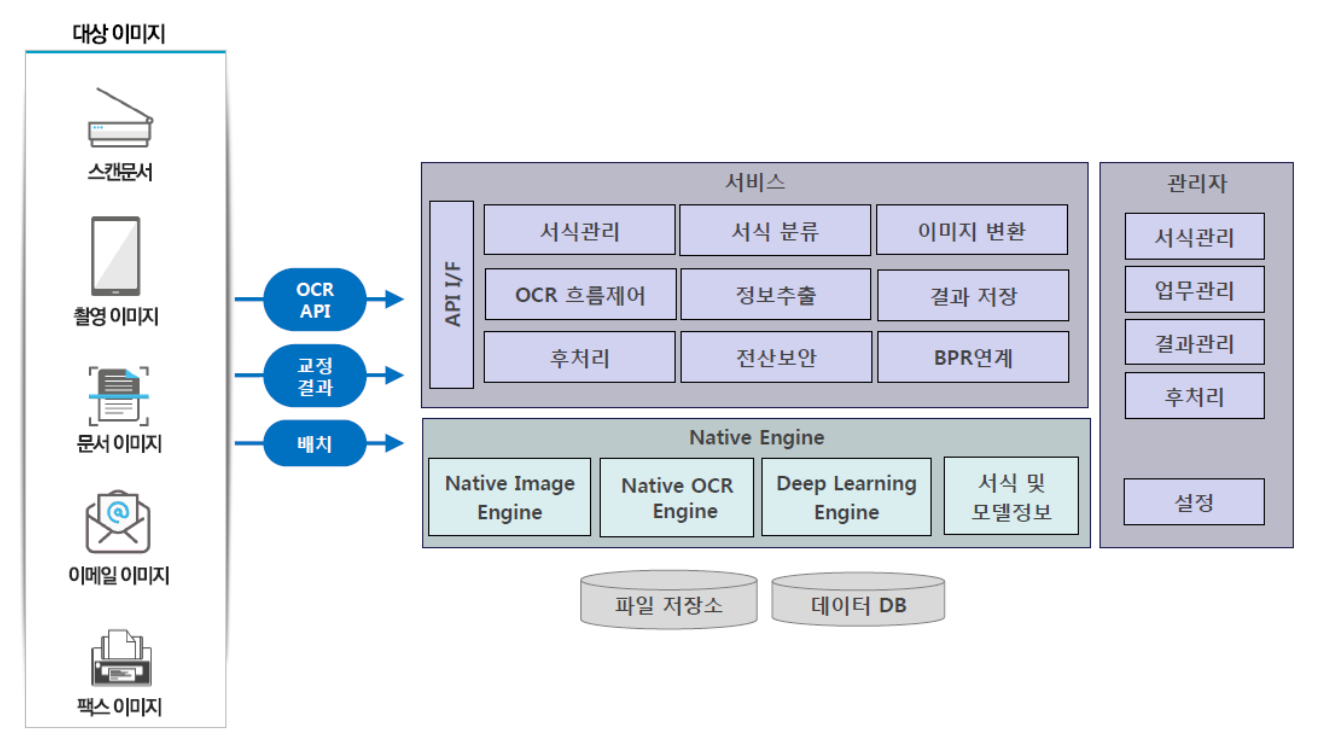 대상 이미지
스캔문서
촬영 이미지
문서 이미지
이메일 이미지
팩스 이미지
OCR
API
교정
결과
배치
서비스
API I/F
서식관리
서식 분류
이미지 변환
OCR 흐름제어
정보추출
결과 저장
후처리
전산보안
BPR연계
Native Engine
Native Image
Engine
Native OCR
Engine
Deep Learning
Engine
서식 및
모델정보
파일 저장소
데이터 DB
관리자
서식관리
업무관리
결과관리
후처리
설정